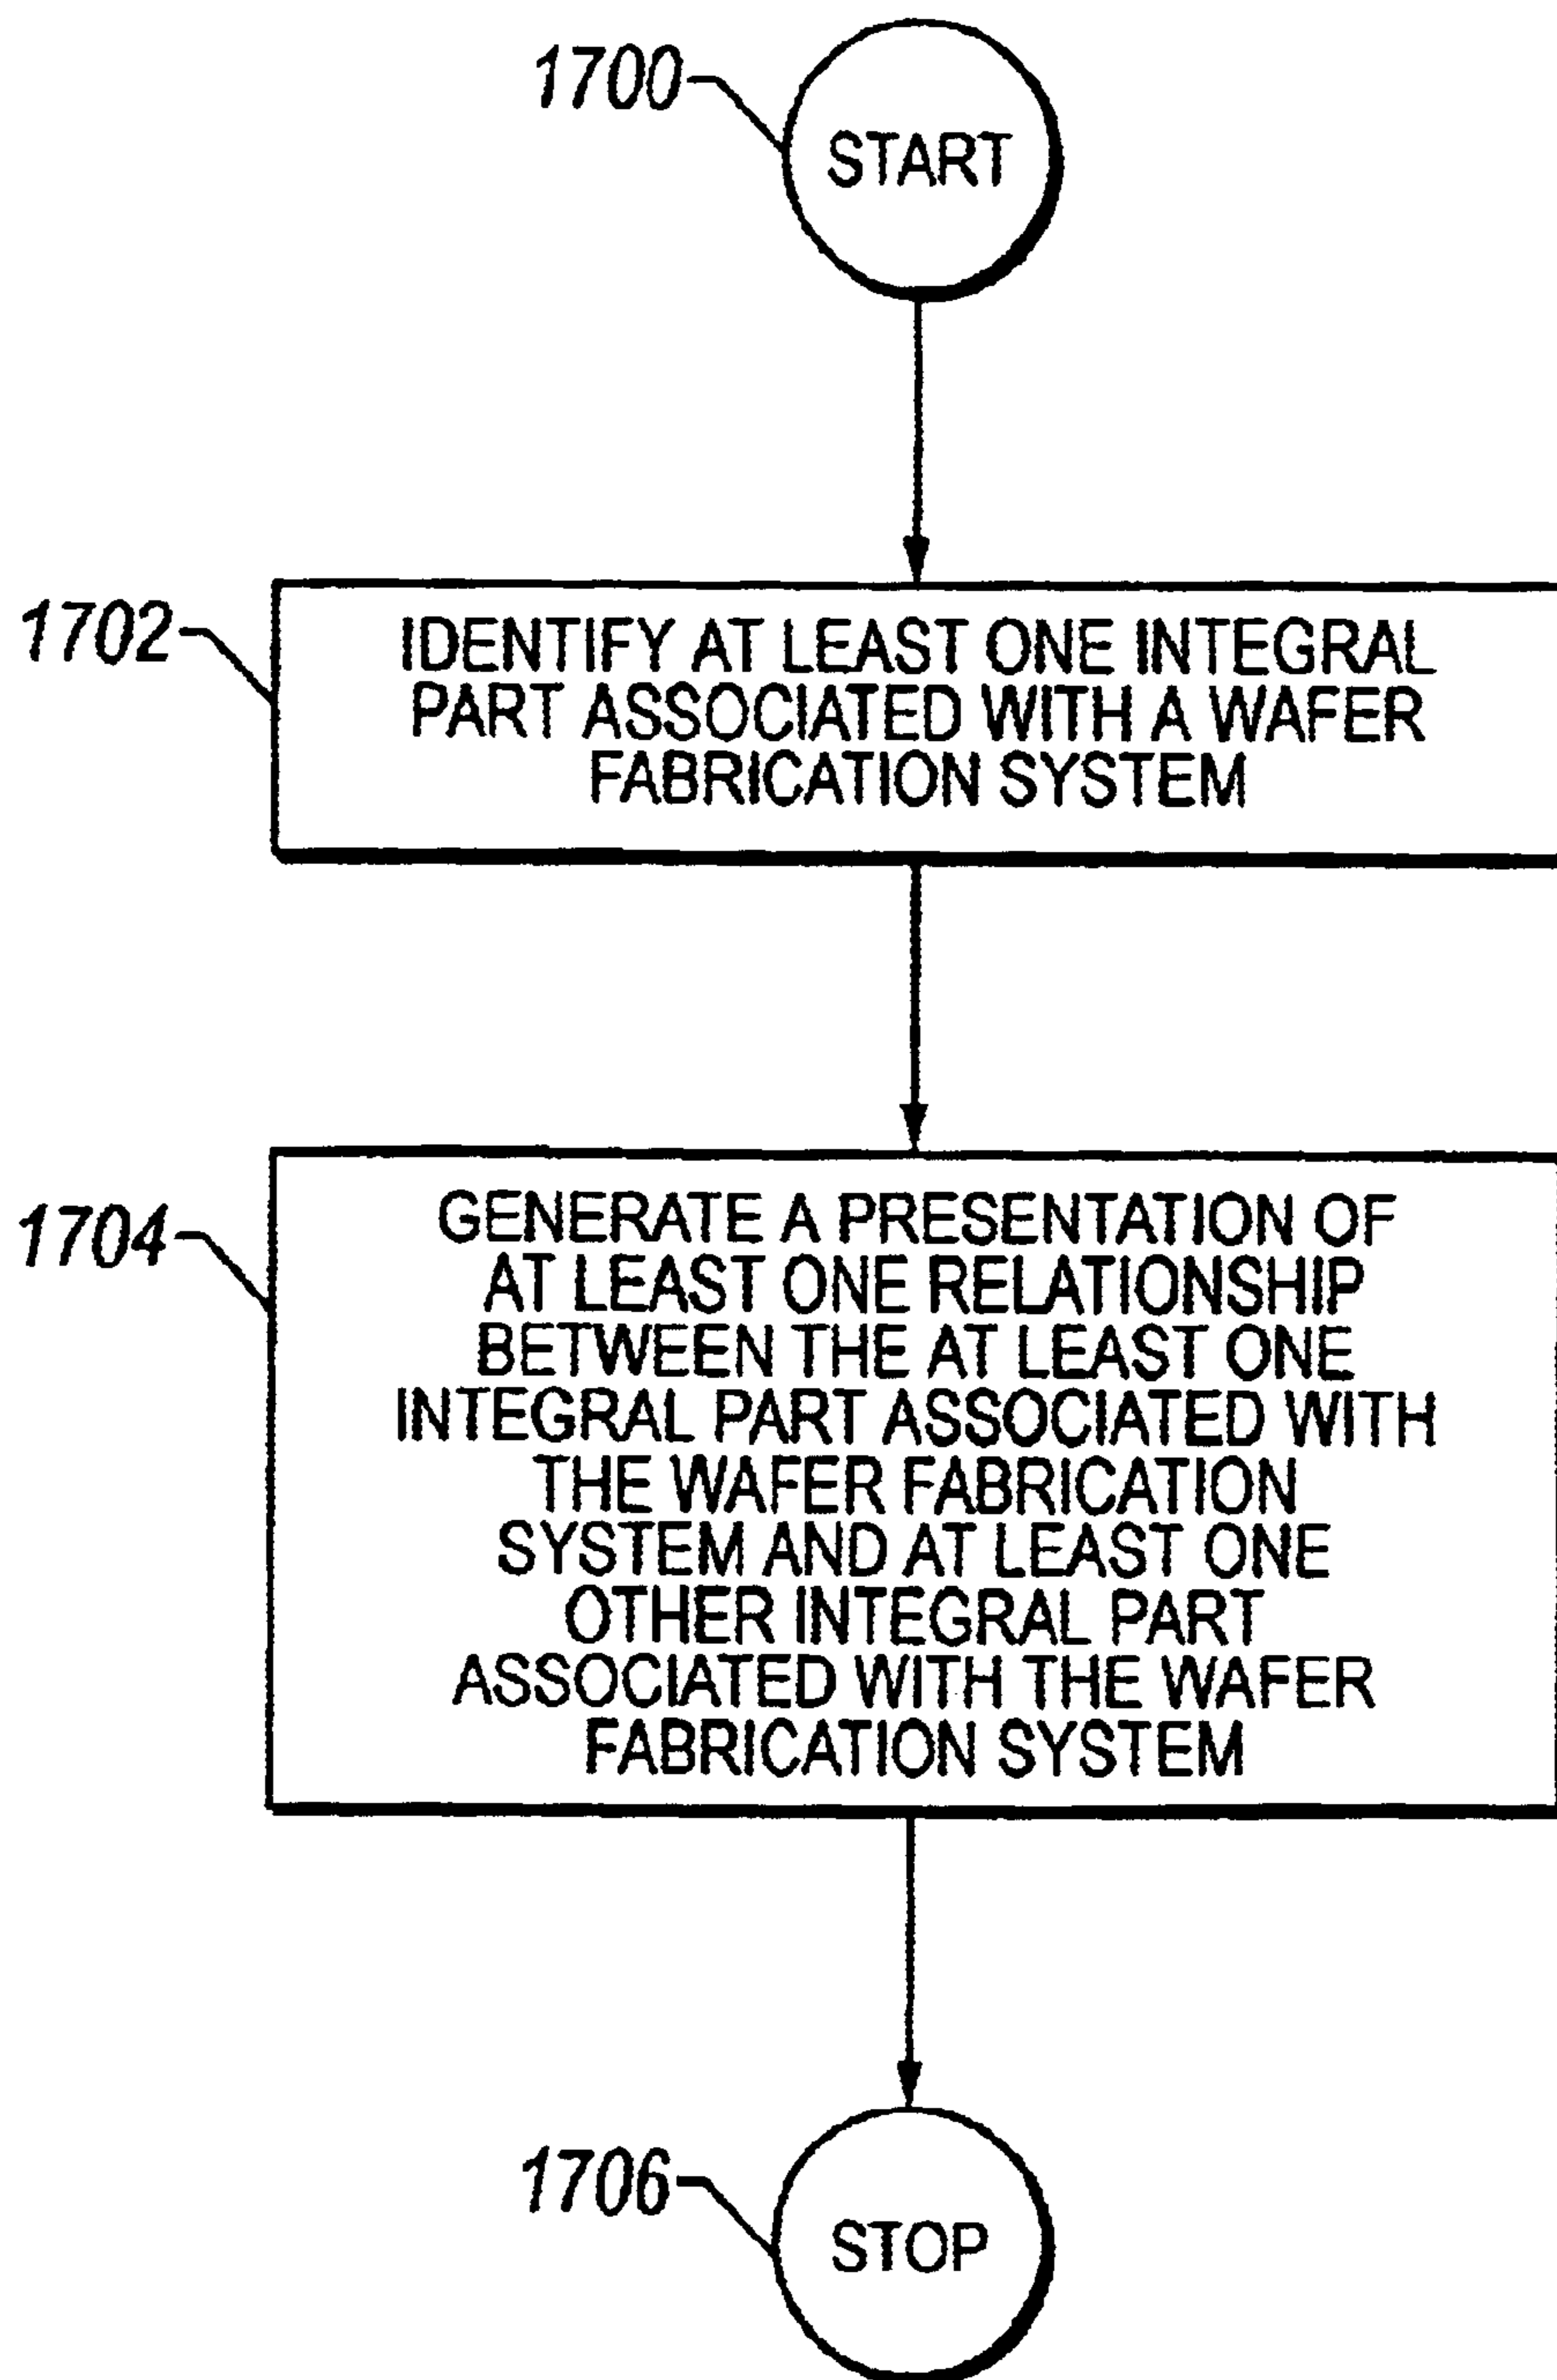 1700
START
1702
IDENTIFY AT LEAST ONE INTEGRAL
PART ASSOCIATED WITH A WAFER
FABRICATION SYSTEM
1704
GENERATE A PRESENTATION OF
AT LEAST ONE RELATIONSHIP
BETWEEN THE AT LEAST ONE
INTEGRAL PART ASSOCIATED WITH
THE WAFER FABRICATION
SYSTEM AND AT LEAST ONE
OTHER INTEGRAL PART
ASSOCIATED WITH THE WAFER
FABRICATION SYSTEM
1706
STOP